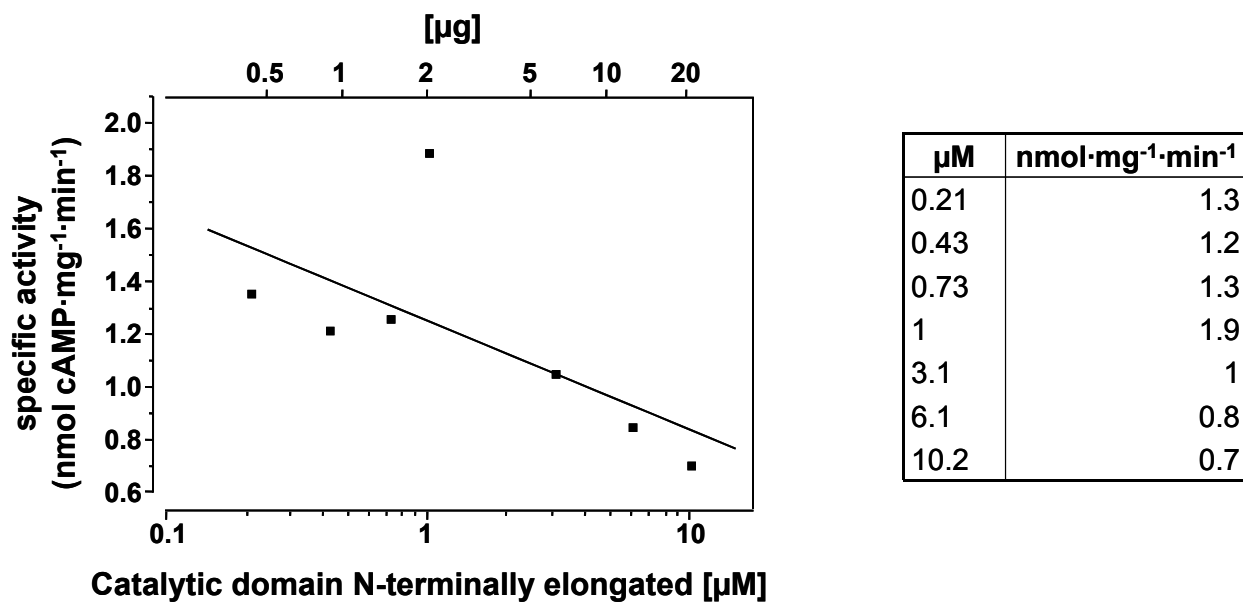 [µg]
0.5 1 2 5 10 20
2.0
1.8
1.6
1.4
1.2
1.0
0.8
0.6
specific activity
(nmol cAMP·mg⁻¹·min⁻¹)
0.1 1 10
Catalytic domain N-terminally elongated [µM]
µM nmol·mg⁻¹·min⁻¹
0.21 1.3
0.43 1.2
0.73 1.3
1 1.9
3.1 1
6.1 0.8
10.2 0.7